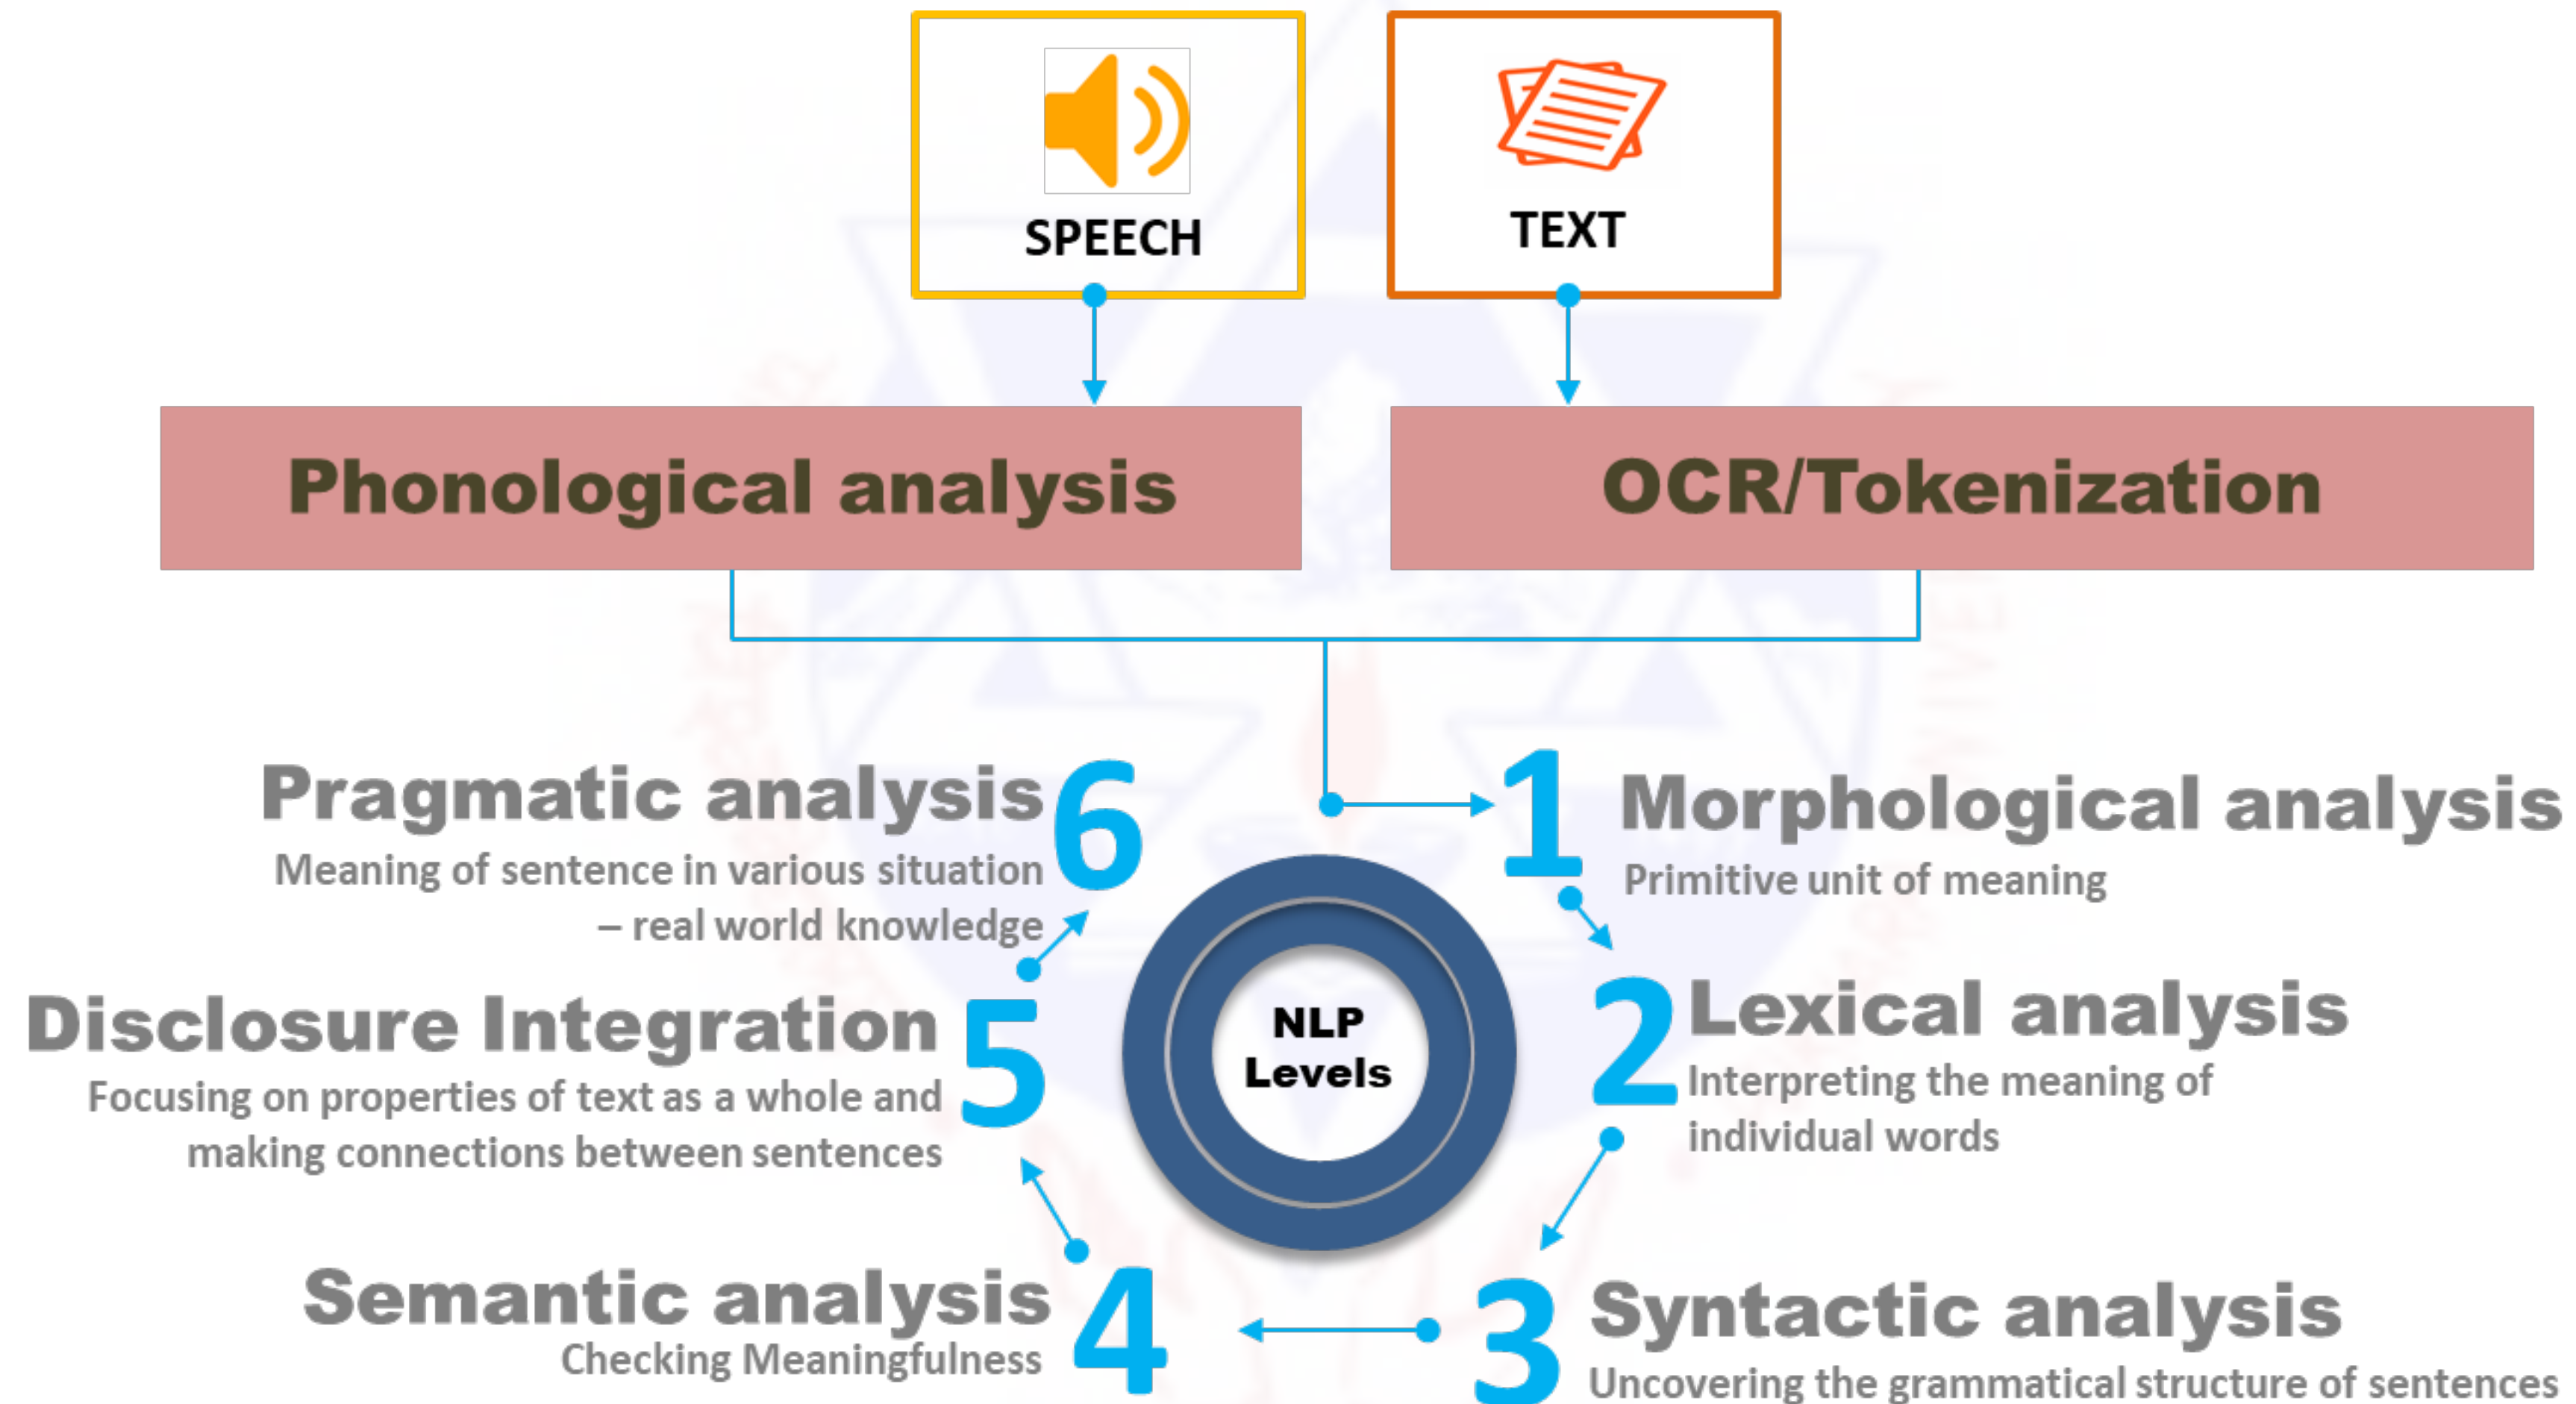 SPEECH
TEXT
Phonological analysis
OCR/Tokenization
1
Morphological analysis
Primitive unit of meaning
2
Lexical analysis
Interpreting the meaning of
individual words
3
Syntactic analysis
Uncovering the grammatical structure of sentences
4
Semantic analysis
Checking Meaningfulness
5
Disclosure Integration
Focusing on properties of text as a whole and
making connections between sentences
6
Pragmatic analysis
Meaning of sentence in various situation
– real world knowledge
NLP
Levels